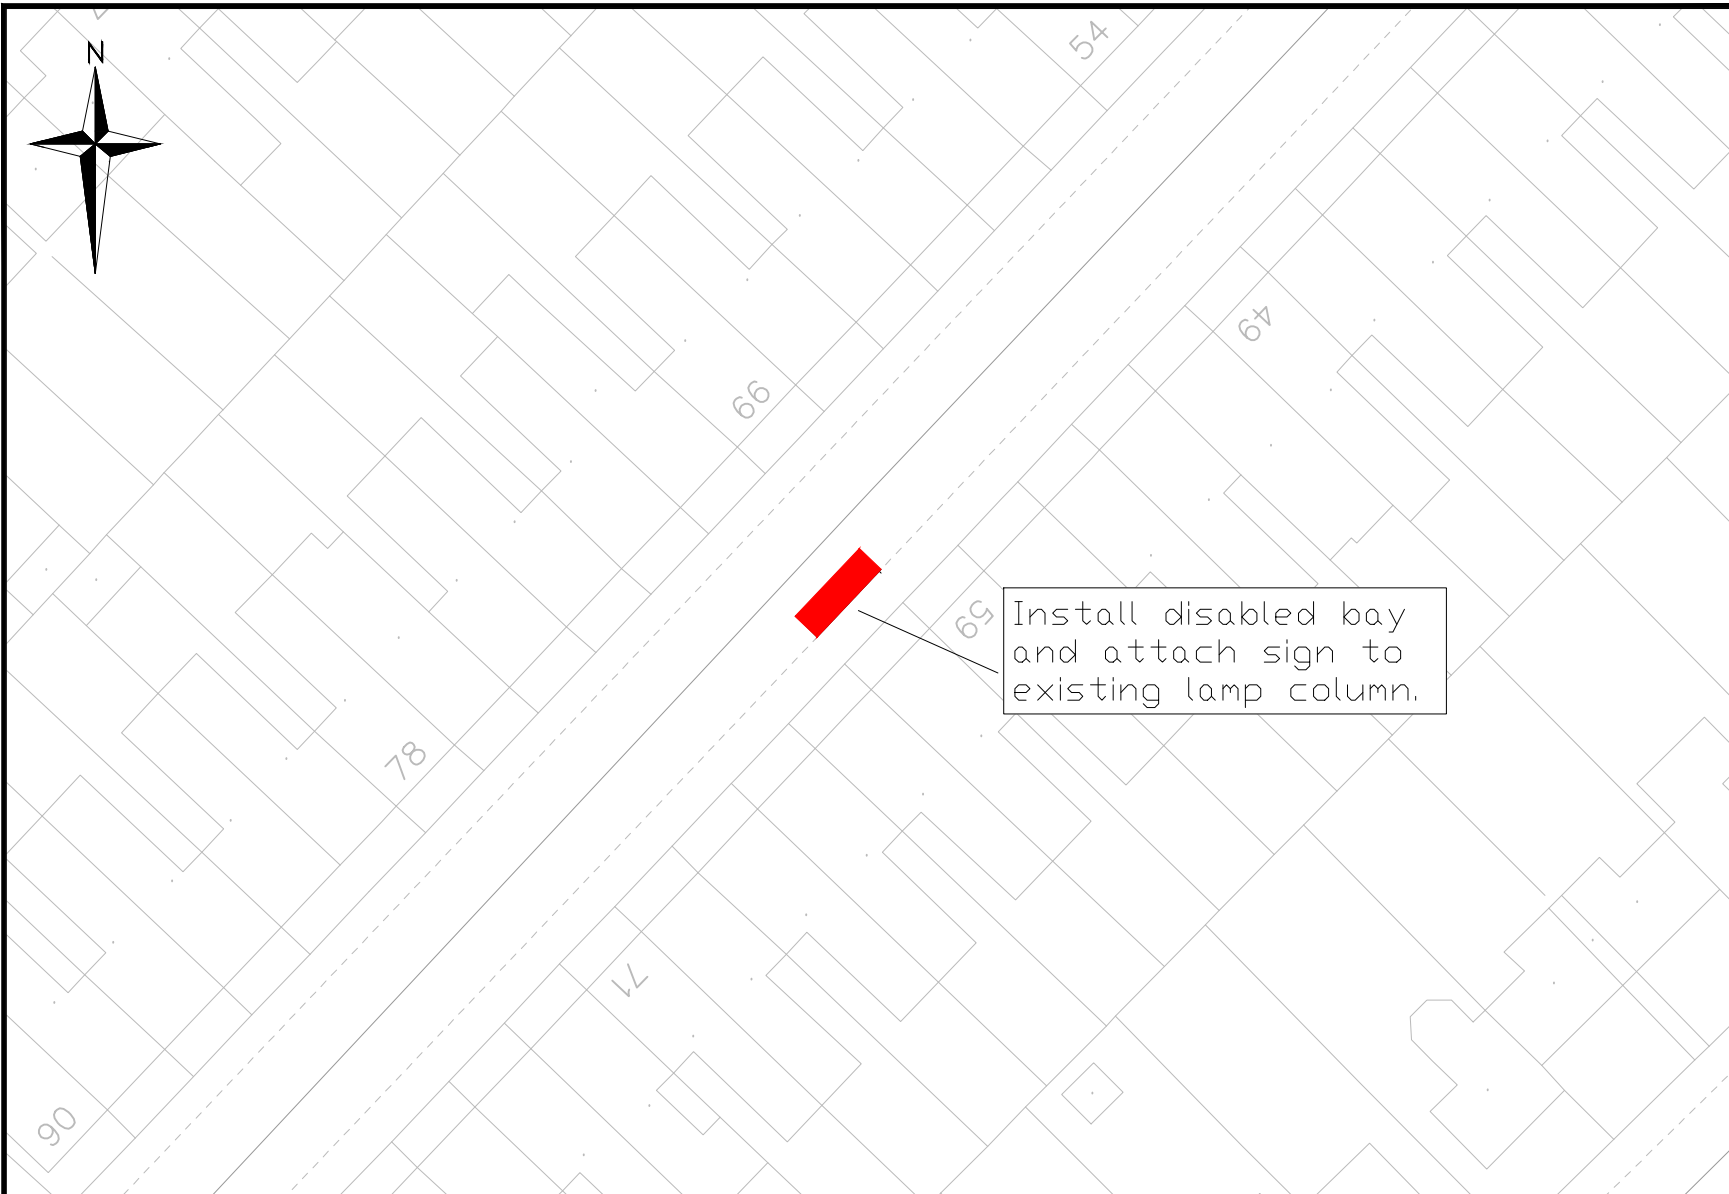 N
54
49
66
Install disabled bay
and attach sign to
existing lamp column.
59
78
71
90